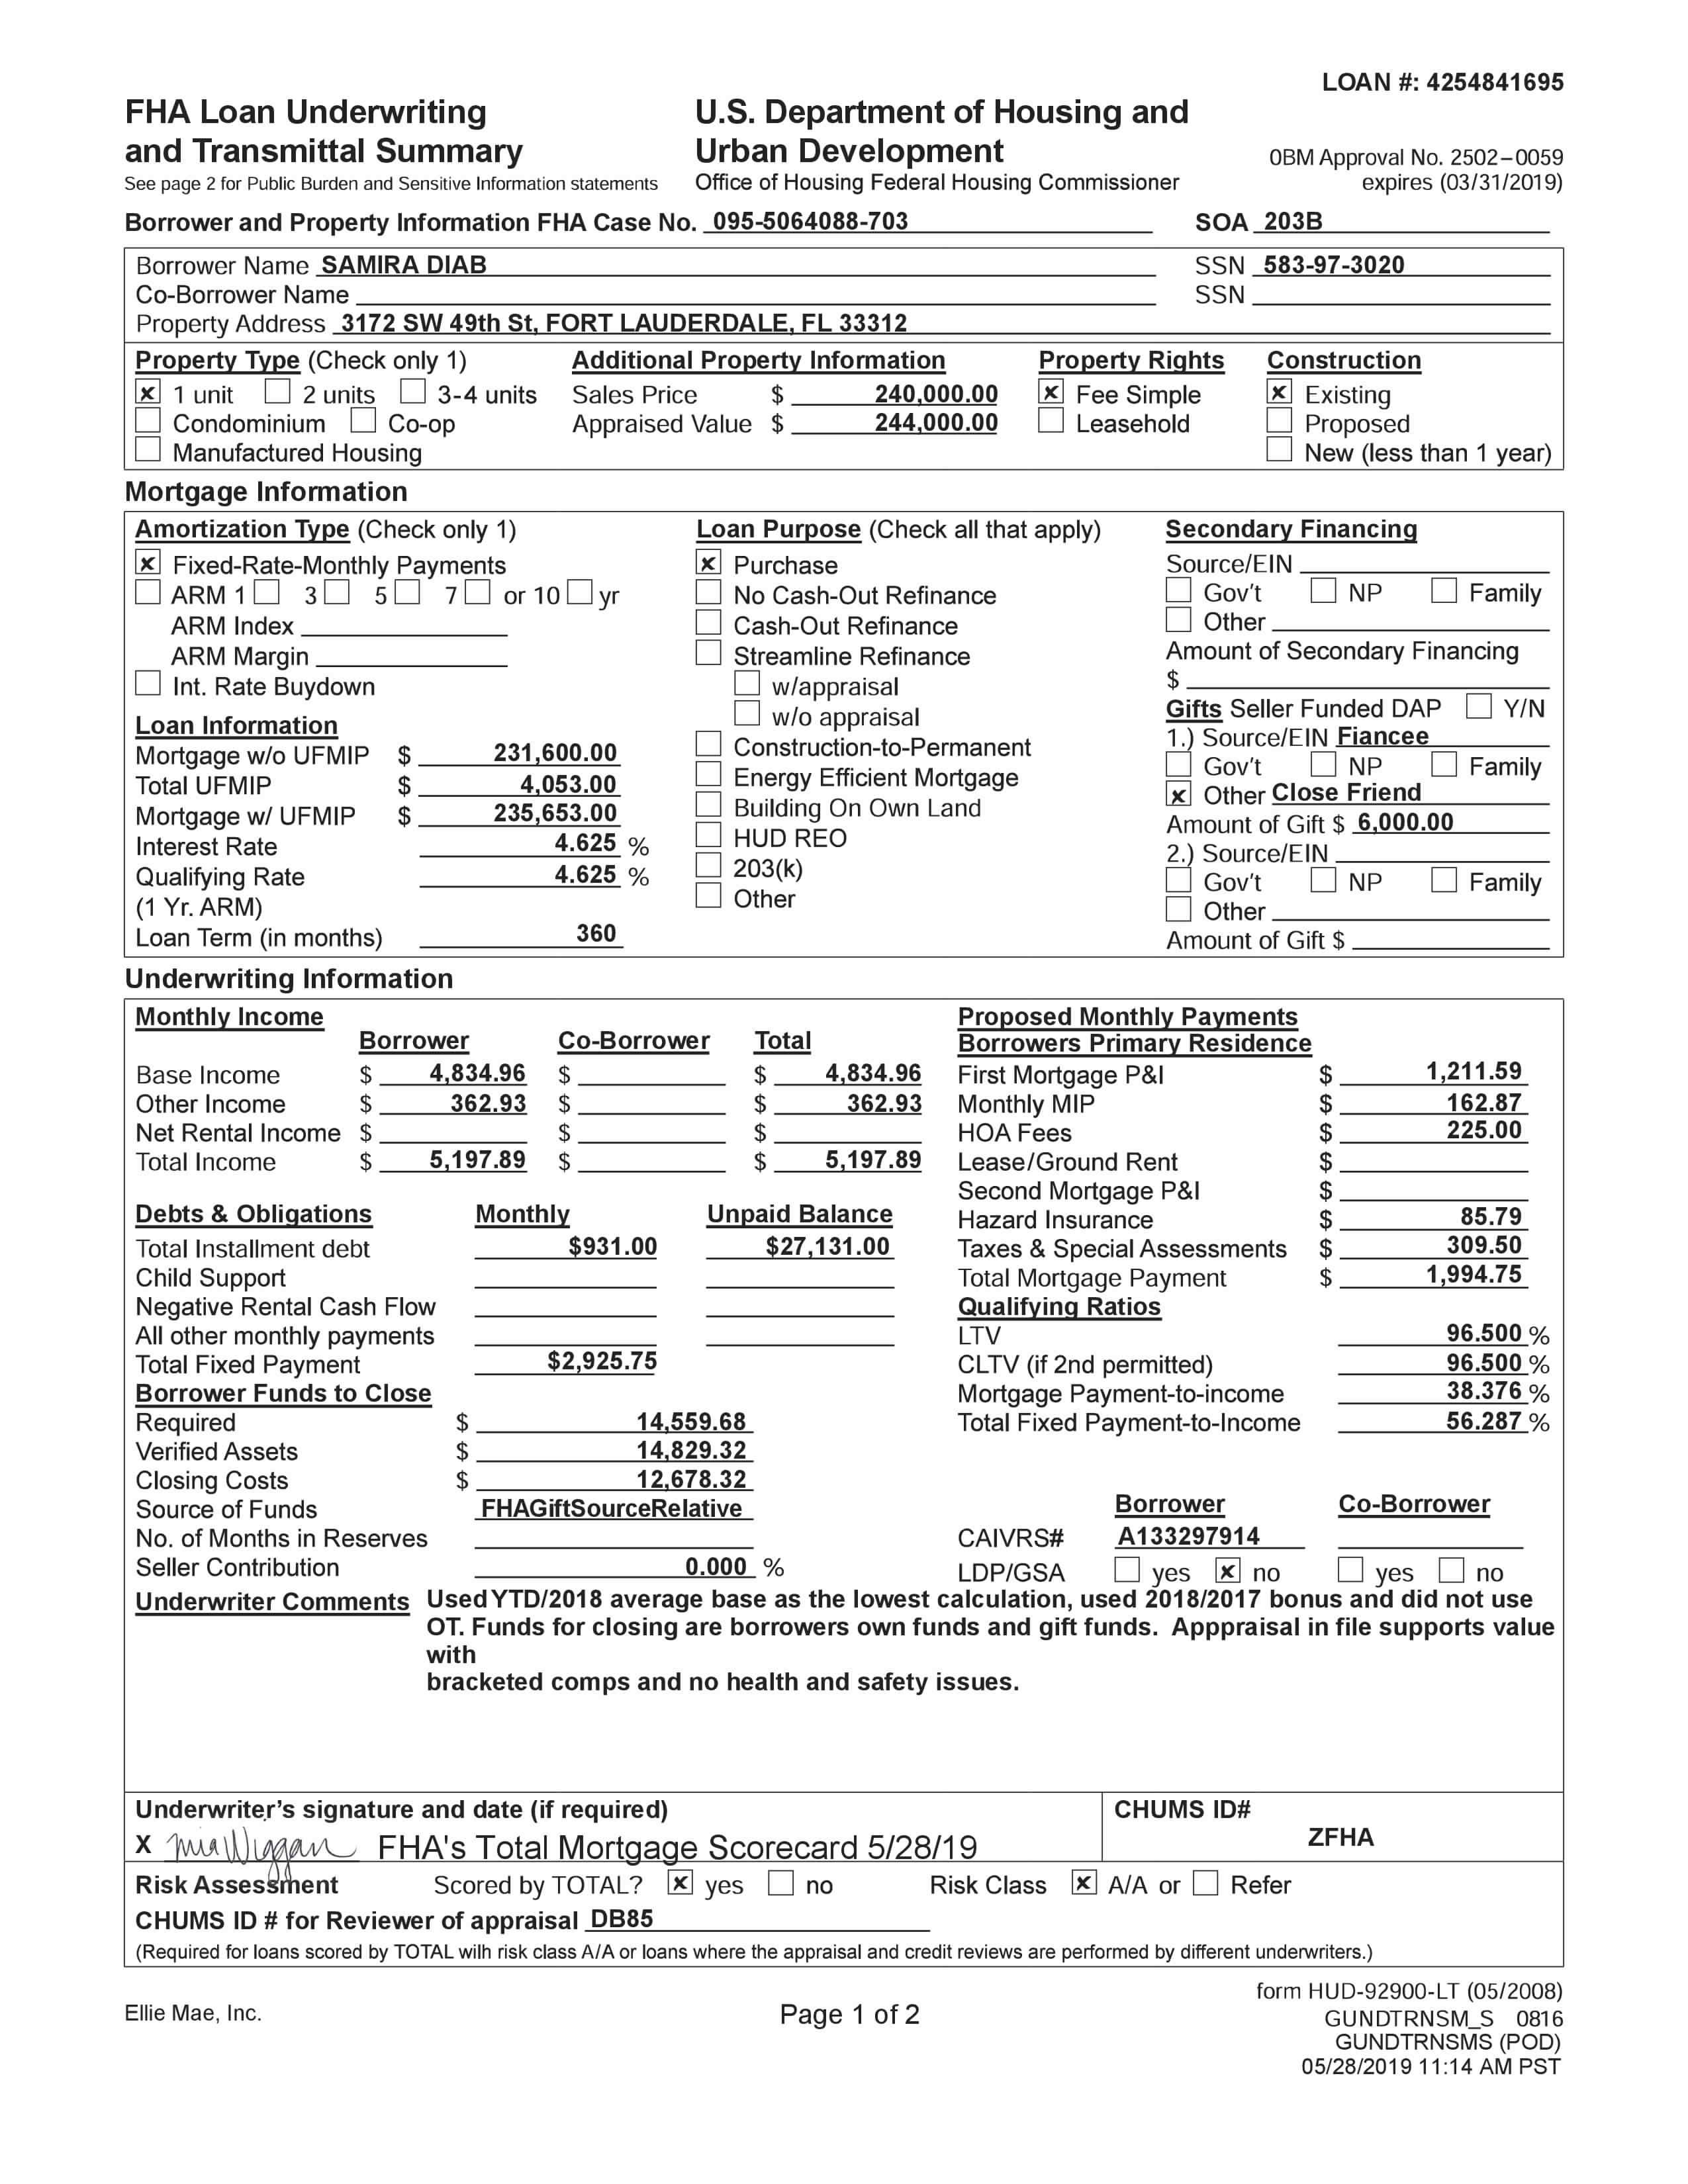 LOAN #: 4254841695
FHA Loan Underwriting
and Transmittal Summary
See page 2 for Public Burden and Sensitive Information statements
U.S. Department of Housing and
Urban Development
Office of Housing Federal Housing Commissioner
0BM Approval No. 2502–0059
expires (03/31/2019)
Borrower and Property Information FHA Case No. 095-5064088-703 SOA 203B
Borrower Name SAMIRA DIAB SSN 583-97-3020
Co-Borrower Name SSN
Property Address 3172 SW 49th St, FORT LAUDERDALE, FL 33312
Property Type (Check only 1)
x 1 unit 2 units 3-4 units
Condominium Co-op
Manufactured Housing
Additional Property Information
Sales Price $ 240,000.00
Appraised Value $ 244,000.00
Property Rights
x Fee Simple
Leasehold
Construction
x Existing
Proposed
New (less than 1 year)
Mortgage Information
Amortization Type (Check only 1)
x Fixed-Rate-Monthly Payments
ARM 1 3 5 7 or 10 yr
ARM Index
ARM Margin
Int. Rate Buydown
Loan Information
Mortgage w/o UFMIP $ 231,600.00
Total UFMIP $ 4,053.00
Mortgage w/ UFMIP $ 235,653.00
Interest Rate 4.625 %
Qualifying Rate 4.625 %
(1 Yr. ARM)
Loan Term (in months) 360
Loan Purpose (Check all that apply)
x Purchase
No Cash-Out Refinance
Cash-Out Refinance
Streamline Refinance
w/appraisal
w/o appraisal
Construction-to-Permanent
Energy Efficient Mortgage
Building On Own Land
HUD REO
203(k)
Other
Secondary Financing
Source/EIN
Gov't NP Family
Other
Amount of Secondary Financing
$
Gifts Seller Funded DAP Y/N
1.) Source/EIN Fiancee
Gov't NP Family
x Other Close Friend
Amount of Gift $ 6,000.00
2.) Source/EIN
Gov't NP Family
Other
Amount of Gift $
Underwriting Information
Monthly Income
Borrower Co-Borrower Total
Base Income $ 4,834.96 $ $ 4,834.96
Other Income $ 362.93 $ $ 362.93
Net Rental Income $ $ $
Total Income $ 5,197.89 $ $ 5,197.89
Debts & Obligations Monthly Unpaid Balance
Total Installment debt $931.00 $27,131.00
Child Support
Negative Rental Cash Flow
All other monthly payments
Total Fixed Payment $2,925.75
Borrower Funds to Close
Required $ 14,559.68
Verified Assets $ 14,829.32
Closing Costs $ 12,678.32
Source of Funds FHAGiftSourceRelative
No. of Months in Reserves
Seller Contribution 0.000 %
Proposed Monthly Payments
Borrowers Primary Residence
First Mortgage P&I $ 1,211.59
Monthly MIP $ 162.87
HOA Fees $ 225.00
Lease/Ground Rent $
Second Mortgage P&I $
Hazard Insurance $ 85.79
Taxes & Special Assessments $ 309.50
Total Mortgage Payment $ 1,994.75
Qualifying Ratios
LTV 96.500 %
CLTV (if 2nd permitted) 96.500 %
Mortgage Payment-to-income 38.376 %
Total Fixed Payment-to-Income 56.287 %
Borrower Co-Borrower
CAIVRS# A133297914
LDP/GSA yes x no yes no
Underwriter Comments Used YTD/2018 average base as the lowest calculation, used 2018/2017 bonus and did not use
OT. Funds for closing are borrowers own funds and gift funds. Apppraisal in file supports value
with
bracketed comps and no health and safety issues.
Underwriter's signature and date (if required)
X Mia Wiggan FHA's Total Mortgage Scorecard 5/28/19
CHUMS ID#
ZFHA
Risk Assessment Scored by TOTAL? x yes no Risk Class x A/A or Refer
CHUMS ID # for Reviewer of appraisal DB85
(Required for loans scored by TOTAL wilh risk class A/A or loans where the appraisal and credit reviews are performed by different underwriters.)
Ellie Mae, Inc.
Page 1 of 2
form HUD-92900-LT (05/2008)
GUNDTRNSM_S 0816
GUNDTRNSMS (POD)
05/28/2019 11:14 AM PST